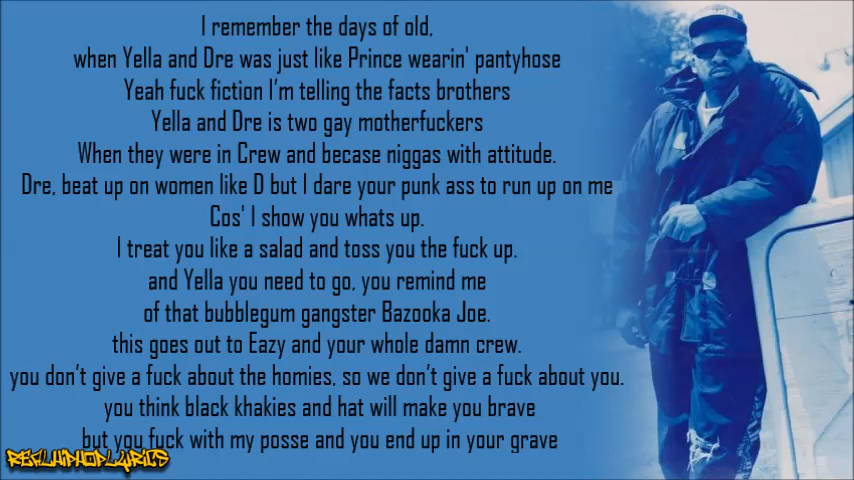 I remember the days of old,
when Yella and Dre was just like Prince wearin' pantyhose
Yeah fuck fiction I'm telling the facts brothers
Yella and Dre is two gay motherfuckers
When they were in Crew and becase niggas with attitude.
Dre, beat up on women like D but I dare your punk ass to run up on me
Cos' I show you whats up.
I treat you like a salad and toss you the fuck up.
and Yella you need to go, you remind me
of that bubblegum gangster Bazooka Joe.
this goes out to Eazy and your whole damn crew.
you don't give a fuck about the homies, so we don't give a fuck about you.
you think black khakies and hat will make you brave
but you fuck with my posse and you end up in your grave
REALHIPHOPLYRICS